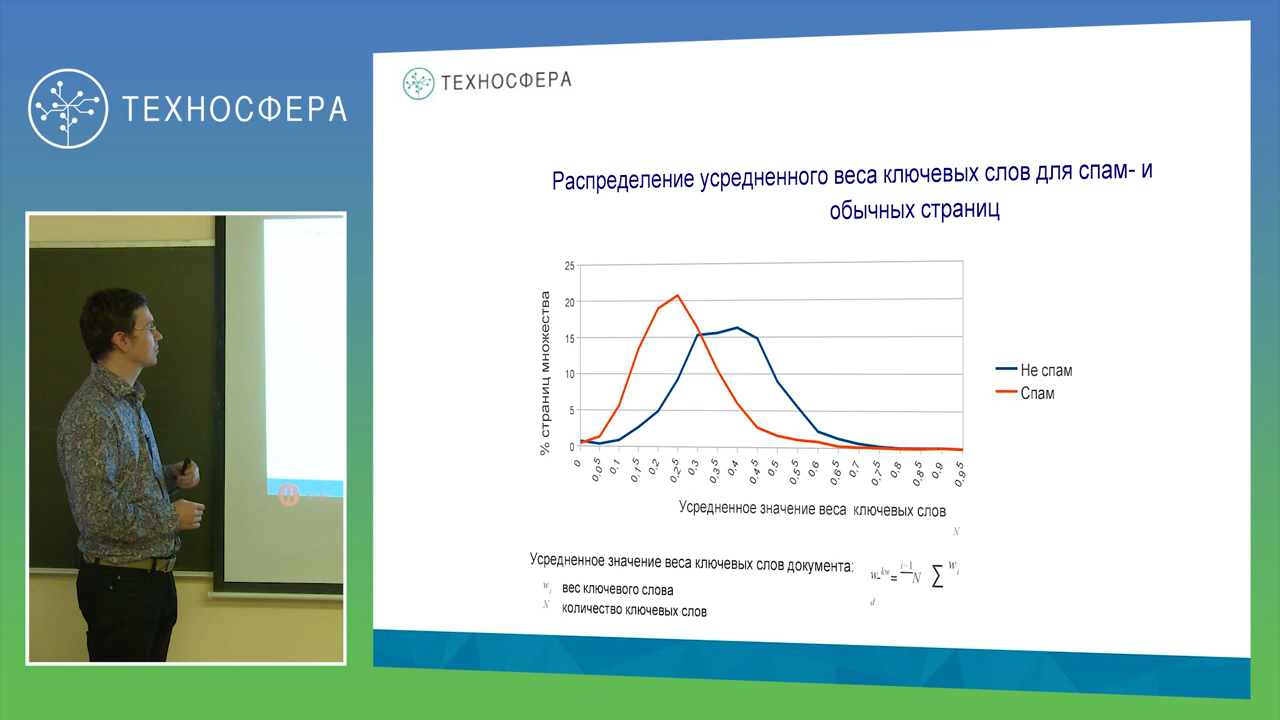 ТЕХНОСФЕРА
ТЕХНОСФЕРА
Распределение усредненного веса ключевых слов для спам- и
обычных страниц
% страниц множества
25
20
15
10
5
0
0
0,05
0,1
0,15
0,2
0,25
0,3
0,35
0,4
0,45
0,5
0,55
0,6
0,65
0,7
0,75
0,8
0,85
0,9
0,95
Усредненное значение веса ключевых слов
Не спам
Спам
N
Усредненное значение веса ключевых слов документа:
i=1
∑ w i
kw = N
d
w i вес ключевого слова
N количество ключевых слов